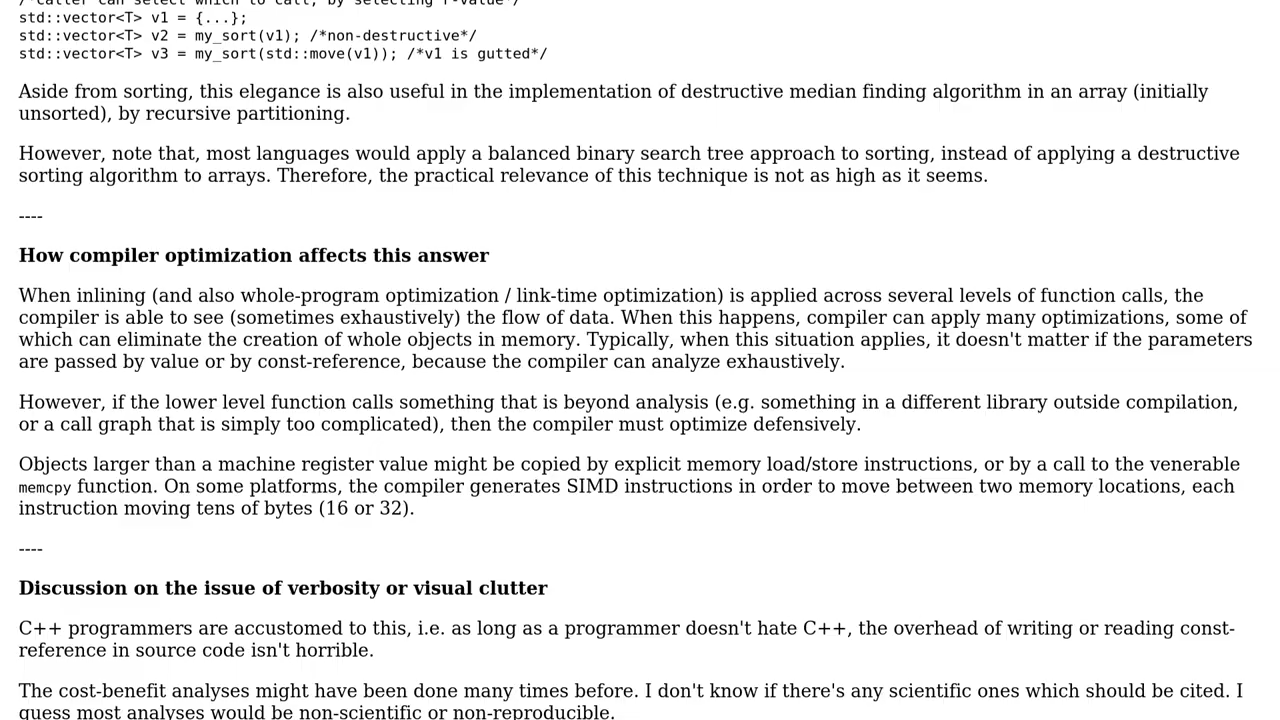 /*Caller can select which to call, by selecting r-value*/
std::vector<T> v1 = {...};
std::vector<T> v2 = my_sort(v1); /*non-destructive*/
std::vector<T> v3 = my_sort(std::move(v1)); /*v1 is gutted*/
Aside from sorting, this elegance is also useful in the implementation of destructive median finding algorithm in an array (initially
unsorted), by recursive partitioning.
However, note that, most languages would apply a balanced binary search tree approach to sorting, instead of applying a destructive
sorting algorithm to arrays. Therefore, the practical relevance of this technique is not as high as it seems.
----
How compiler optimization affects this answer
When inlining (and also whole-program optimization / link-time optimization) is applied across several levels of function calls, the
compiler is able to see (sometimes exhaustively) the flow of data. When this happens, compiler can apply many optimizations, some of
which can eliminate the creation of whole objects in memory. Typically, when this situation applies, it doesn't matter if the parameters
are passed by value or by const-reference, because the compiler can analyze exhaustively.
However, if the lower level function calls something that is beyond analysis (e.g. something in a different library outside compilation,
or a call graph that is simply too complicated), then the compiler must optimize defensively.
Objects larger than a machine register value might be copied by explicit memory load/store instructions, or by a call to the venerable
memcpy function. On some platforms, the compiler generates SIMD instructions in order to move between two memory locations, each
instruction moving tens of bytes (16 or 32).
----
Discussion on the issue of verbosity or visual clutter
C++ programmers are accustomed to this, i.e. as long as a programmer doesn't hate C++, the overhead of writing or reading const-
reference in source code isn't horrible.
The cost-benefit analyses might have been done many times before. I don't know if there's any scientific ones which should be cited. I
guess most analyses would be non-scientific or non-reproducible.